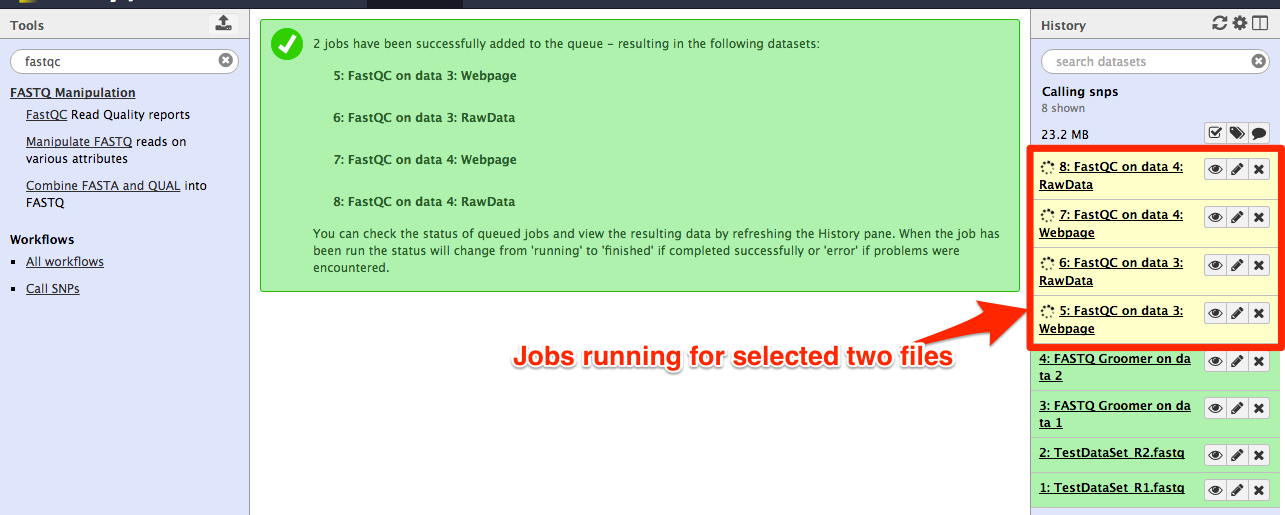 Tools
fastqc
FASTQ Manipulation
FastQC Read Quality reports
Manipulate FASTQ reads on
various attributes
Combine FASTA and QUAL into
FASTQ
Workflows
All workflows
Call SNPs
2 jobs have been successfully added to the queue - resulting in the following datasets:
5: FastQC on data 3: Webpage
6: FastQC on data 3: RawData
7: FastQC on data 4: Webpage
8: FastQC on data 4: RawData
You can check the status of queued jobs and view the resulting data by refreshing the History pane. When the job has
been run the status will change from 'running' to 'finished' if completed successfully or 'error' if problems were
encountered.
Jobs running for selected two files
History
search datasets
Calling snps
8 shown
23.2 MB
8: FastQC on data 4:
RawData
7: FastQC on data 4:
Webpage
6: FastQC on data 3:
RawData
5: FastQC on data 3:
Webpage
4: FASTQ Groomer on da
ta 2
3: FASTQ Groomer on da
ta 1
2: TestDataSet_R2.fastq
1: TestDataSet_R1.fastq